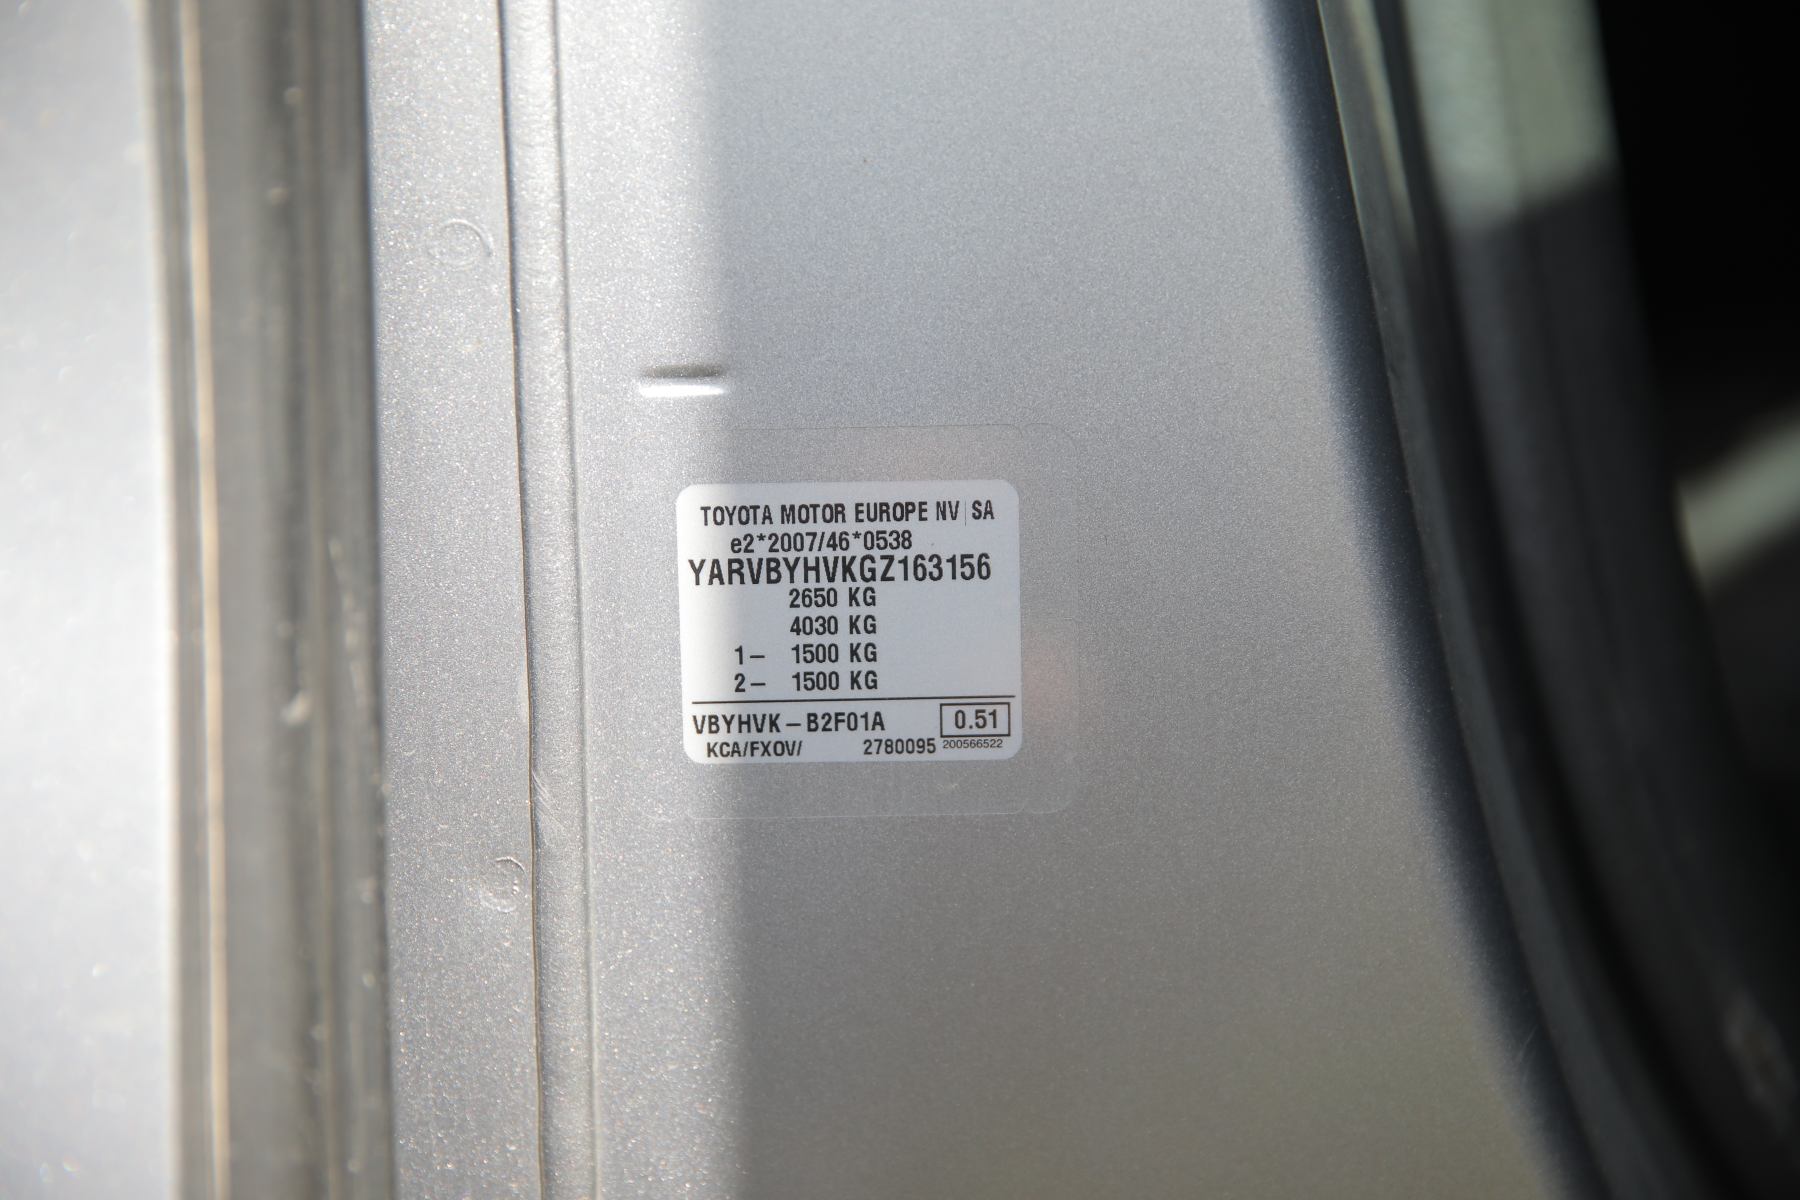 TOYOTA MOTOR EUROPE NV SA
e2*2007/46*0538
YARVBYHVKGZ163156
2650 KG
4030 KG
1- 1500 KG
2- 1500 KG
VBYHVK-B2F01A 0.51
KCA/FXOV/ 2780095 200566522